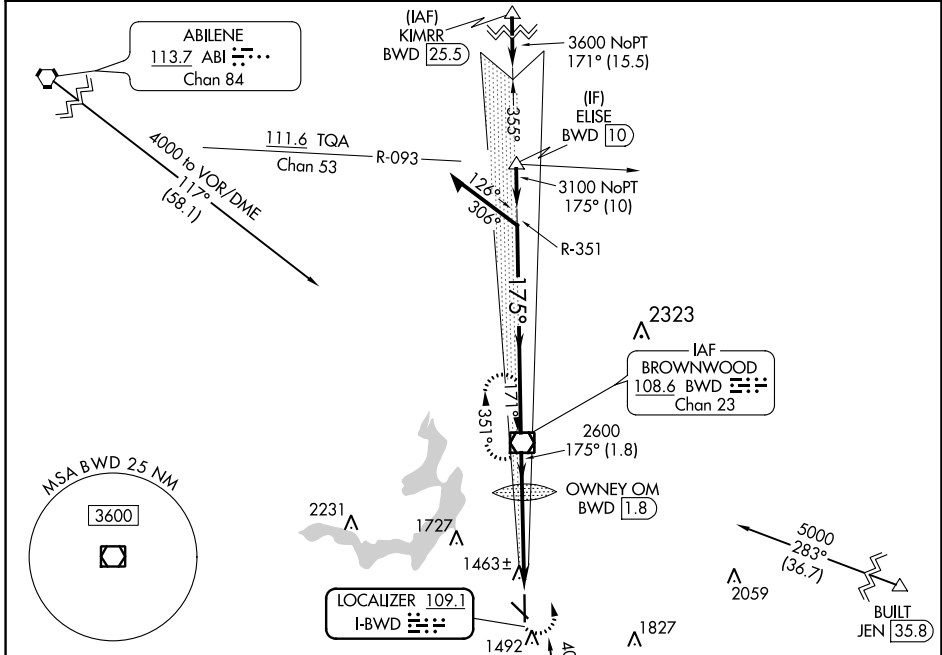 ABILENE
113.7 ABI
Chan 84
(IAF)
KIMRR
BWD 25.5
3600 NoPT
171° (15.5)
(IF)
ELISE
BWD 10
355°
111.6 TQA
Chan 53
R-093
4000 to VOR/DME
117°
(58.1)
126°
306°
3100 NoPT
175° (10)
R-351
175°
2323
IAF
BROWNWOOD
108.6 BWD
Chan 23
171°
351°
2600
175° (1.8)
OWNEY OM
BWD 1.8
MSA BWD 25 NM
3600
2231
1727
1463±
5000
283°
(36.7)
2059
BUILT
JEN 35.8
LOCALIZER 109.1
I-BWD
1492
1827